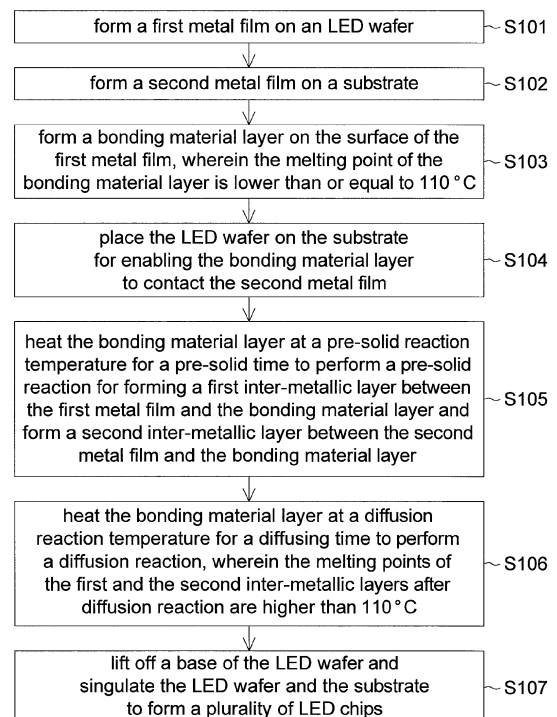 form a first metal film on an LED wafer
S101
form a second metal film on a substrate
S102
form a bonding material layer on the surface of the
first metal film, wherein the melting point of the
bonding material layer is lower than or equal to 110°C
S103
place the LED wafer on the substrate
for enabling the bonding material layer
to contact the second metal film
S104
heat the bonding material layer at a pre-solid reaction
temperature for a pre-solid time to perform a pre-solid
reaction for forming a first inter-metallic layer between
the first metal film and the bonding material layer and
form a second inter-metallic layer between the second
metal film and the bonding material layer
S105
heat the bonding material layer at a diffusion
reaction temperature for a diffusing time to perform
a diffusion reaction, wherein the melting points of
the first and the second inter-metallic layers after
diffusion reaction are higher than 110°C
S106
lift off a base of the LED wafer and
singulate the LED wafer and the substrate
to form a plurality of LED chips
S107